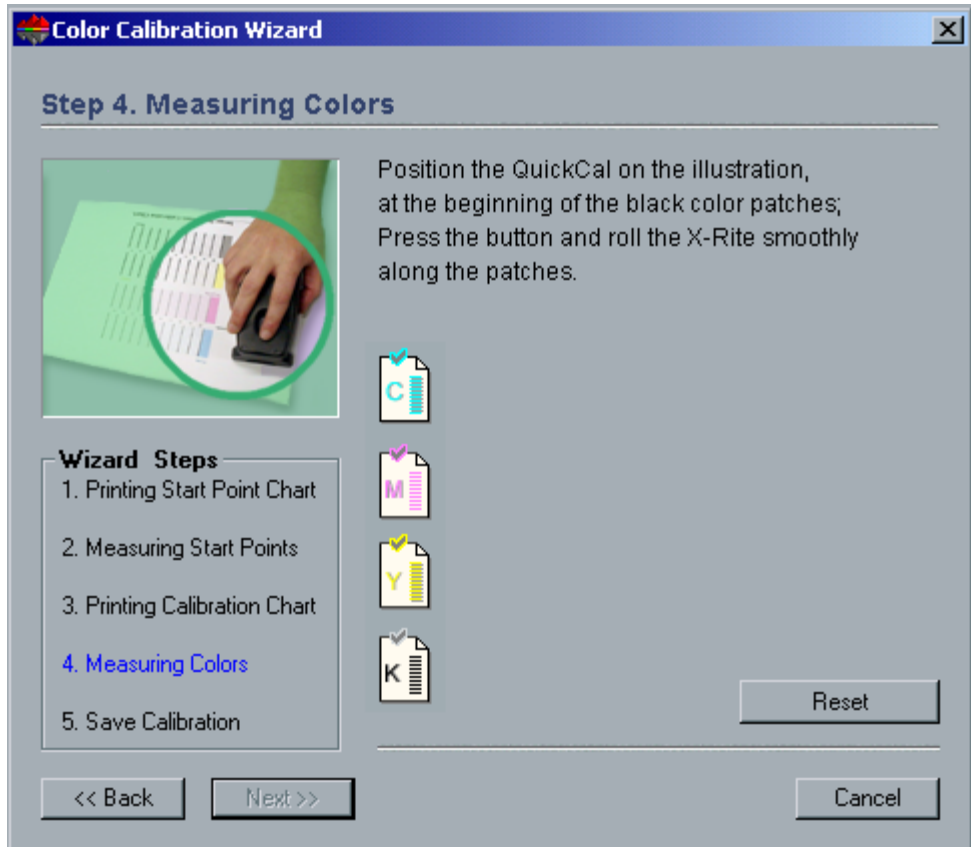 Color Calibration Wizard
Step 4. Measuring Colors
Position the QuickCal on the illustration,
at the beginning of the black color patches;
Press the button and roll the X-Rite smoothly
along the patches.
C
M
Y
K
Wizard Steps
1. Printing Start Point Chart
2. Measuring Start Points
3. Printing Calibration Chart
4. Measuring Colors
5. Save Calibration
Reset
<< Back
Next >>
Cancel